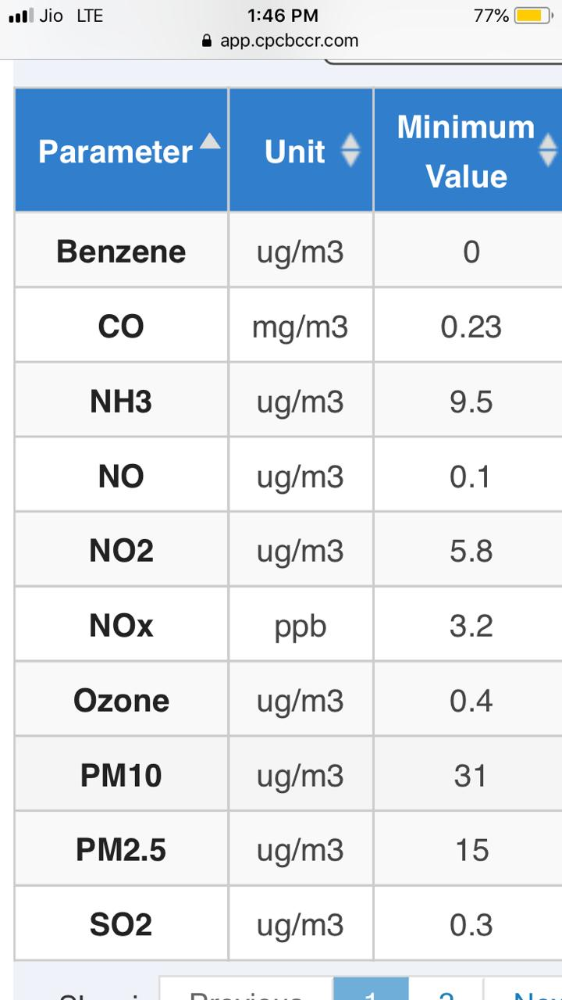 Jio LTE 1:46 PM 77%
app.cpcbccr.com
Parameter Unit Minimum
Value
Benzene ug/m3 0
CO mg/m3 0.23
NH3 ug/m3 9.5
NO ug/m3 0.1
NO2 ug/m3 5.8
NOx ppb 3.2
Ozone ug/m3 0.4
PM10 ug/m3 31
PM2.5 ug/m3 15
SO2 ug/m3 0.3
Previous 1 2